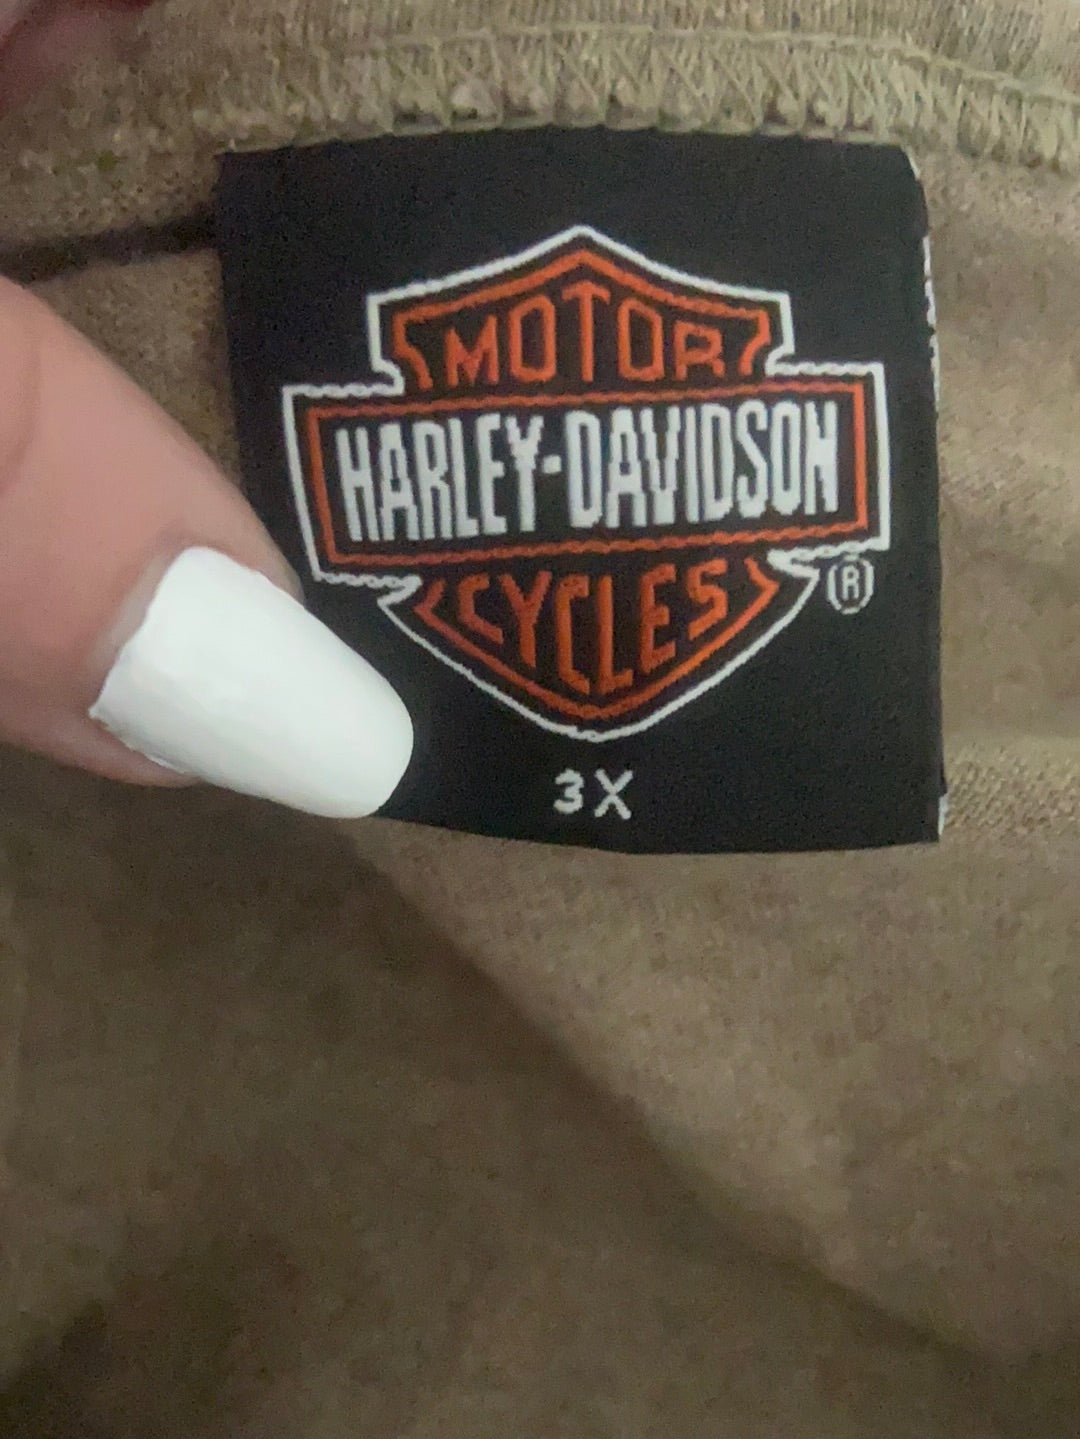 MOTOR
HARLEY-DAVIDSON
CYCLES
®
3X